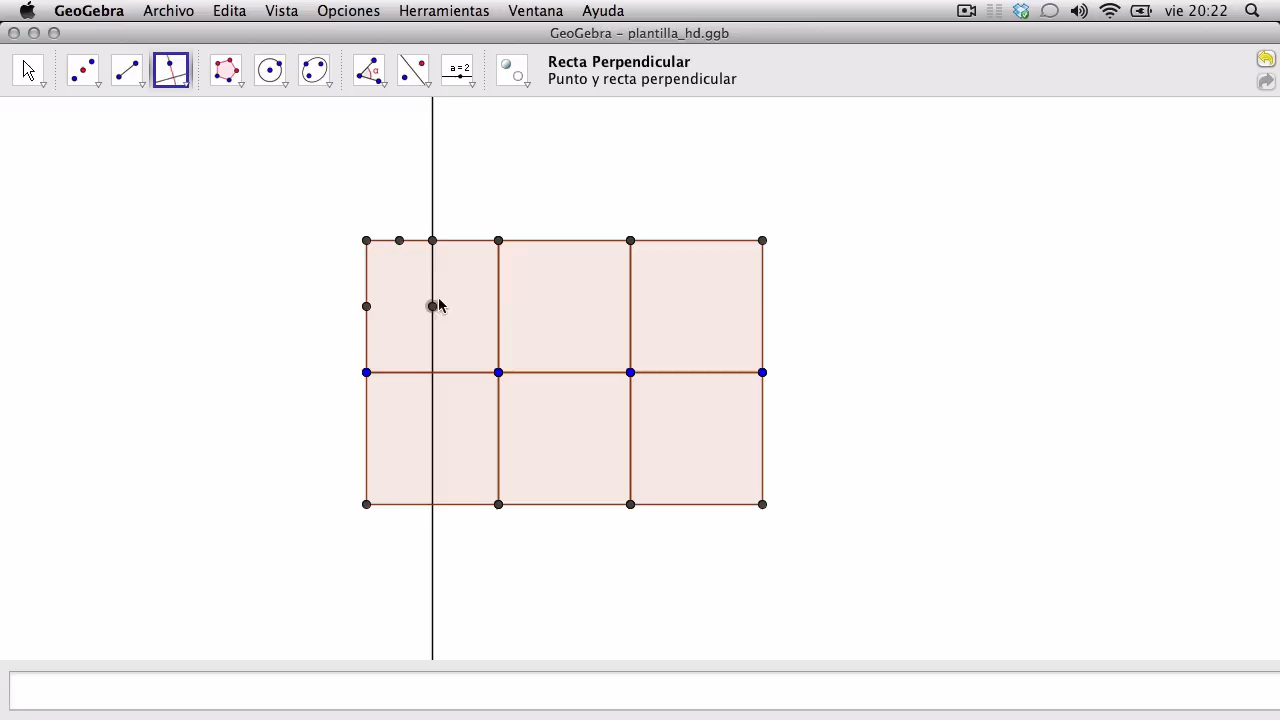 GeoGebra Archivo Edita Vista Opciones Herramientas Ventana Ayuda vie 20:22
GeoGebra – plantilla_hd.ggb
α a = 2 Recta Perpendicular
Punto y recta perpendicular